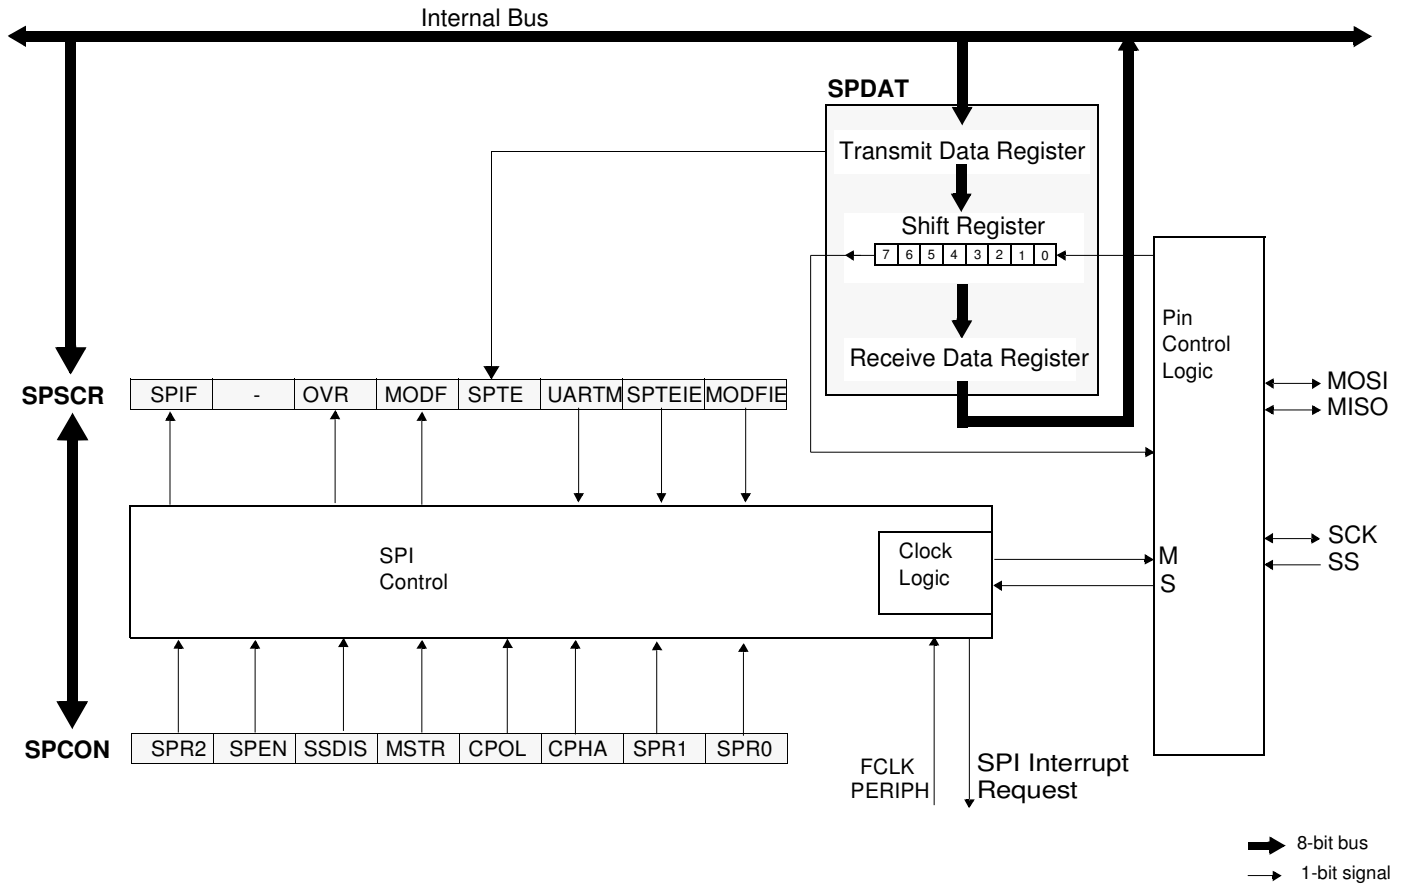 Internal Bus
SPDAT
Transmit Data Register
Shift Register
7 6 5 4 3 2 1 0
Receive Data Register
Pin
Control
Logic
MOSI
MISO
SPSCR
SPIF - OVR MODF SPTE UARTM SPTEIE MODFIE
SPI
Control
Clock
Logic
M
S
SCK
SS
SPCON
SPR2 SPEN SSDIS MSTR CPOL CPHA SPR1 SPR0
FCLK
PERIPH
SPI Interrupt
Request
8-bit bus
1-bit signal